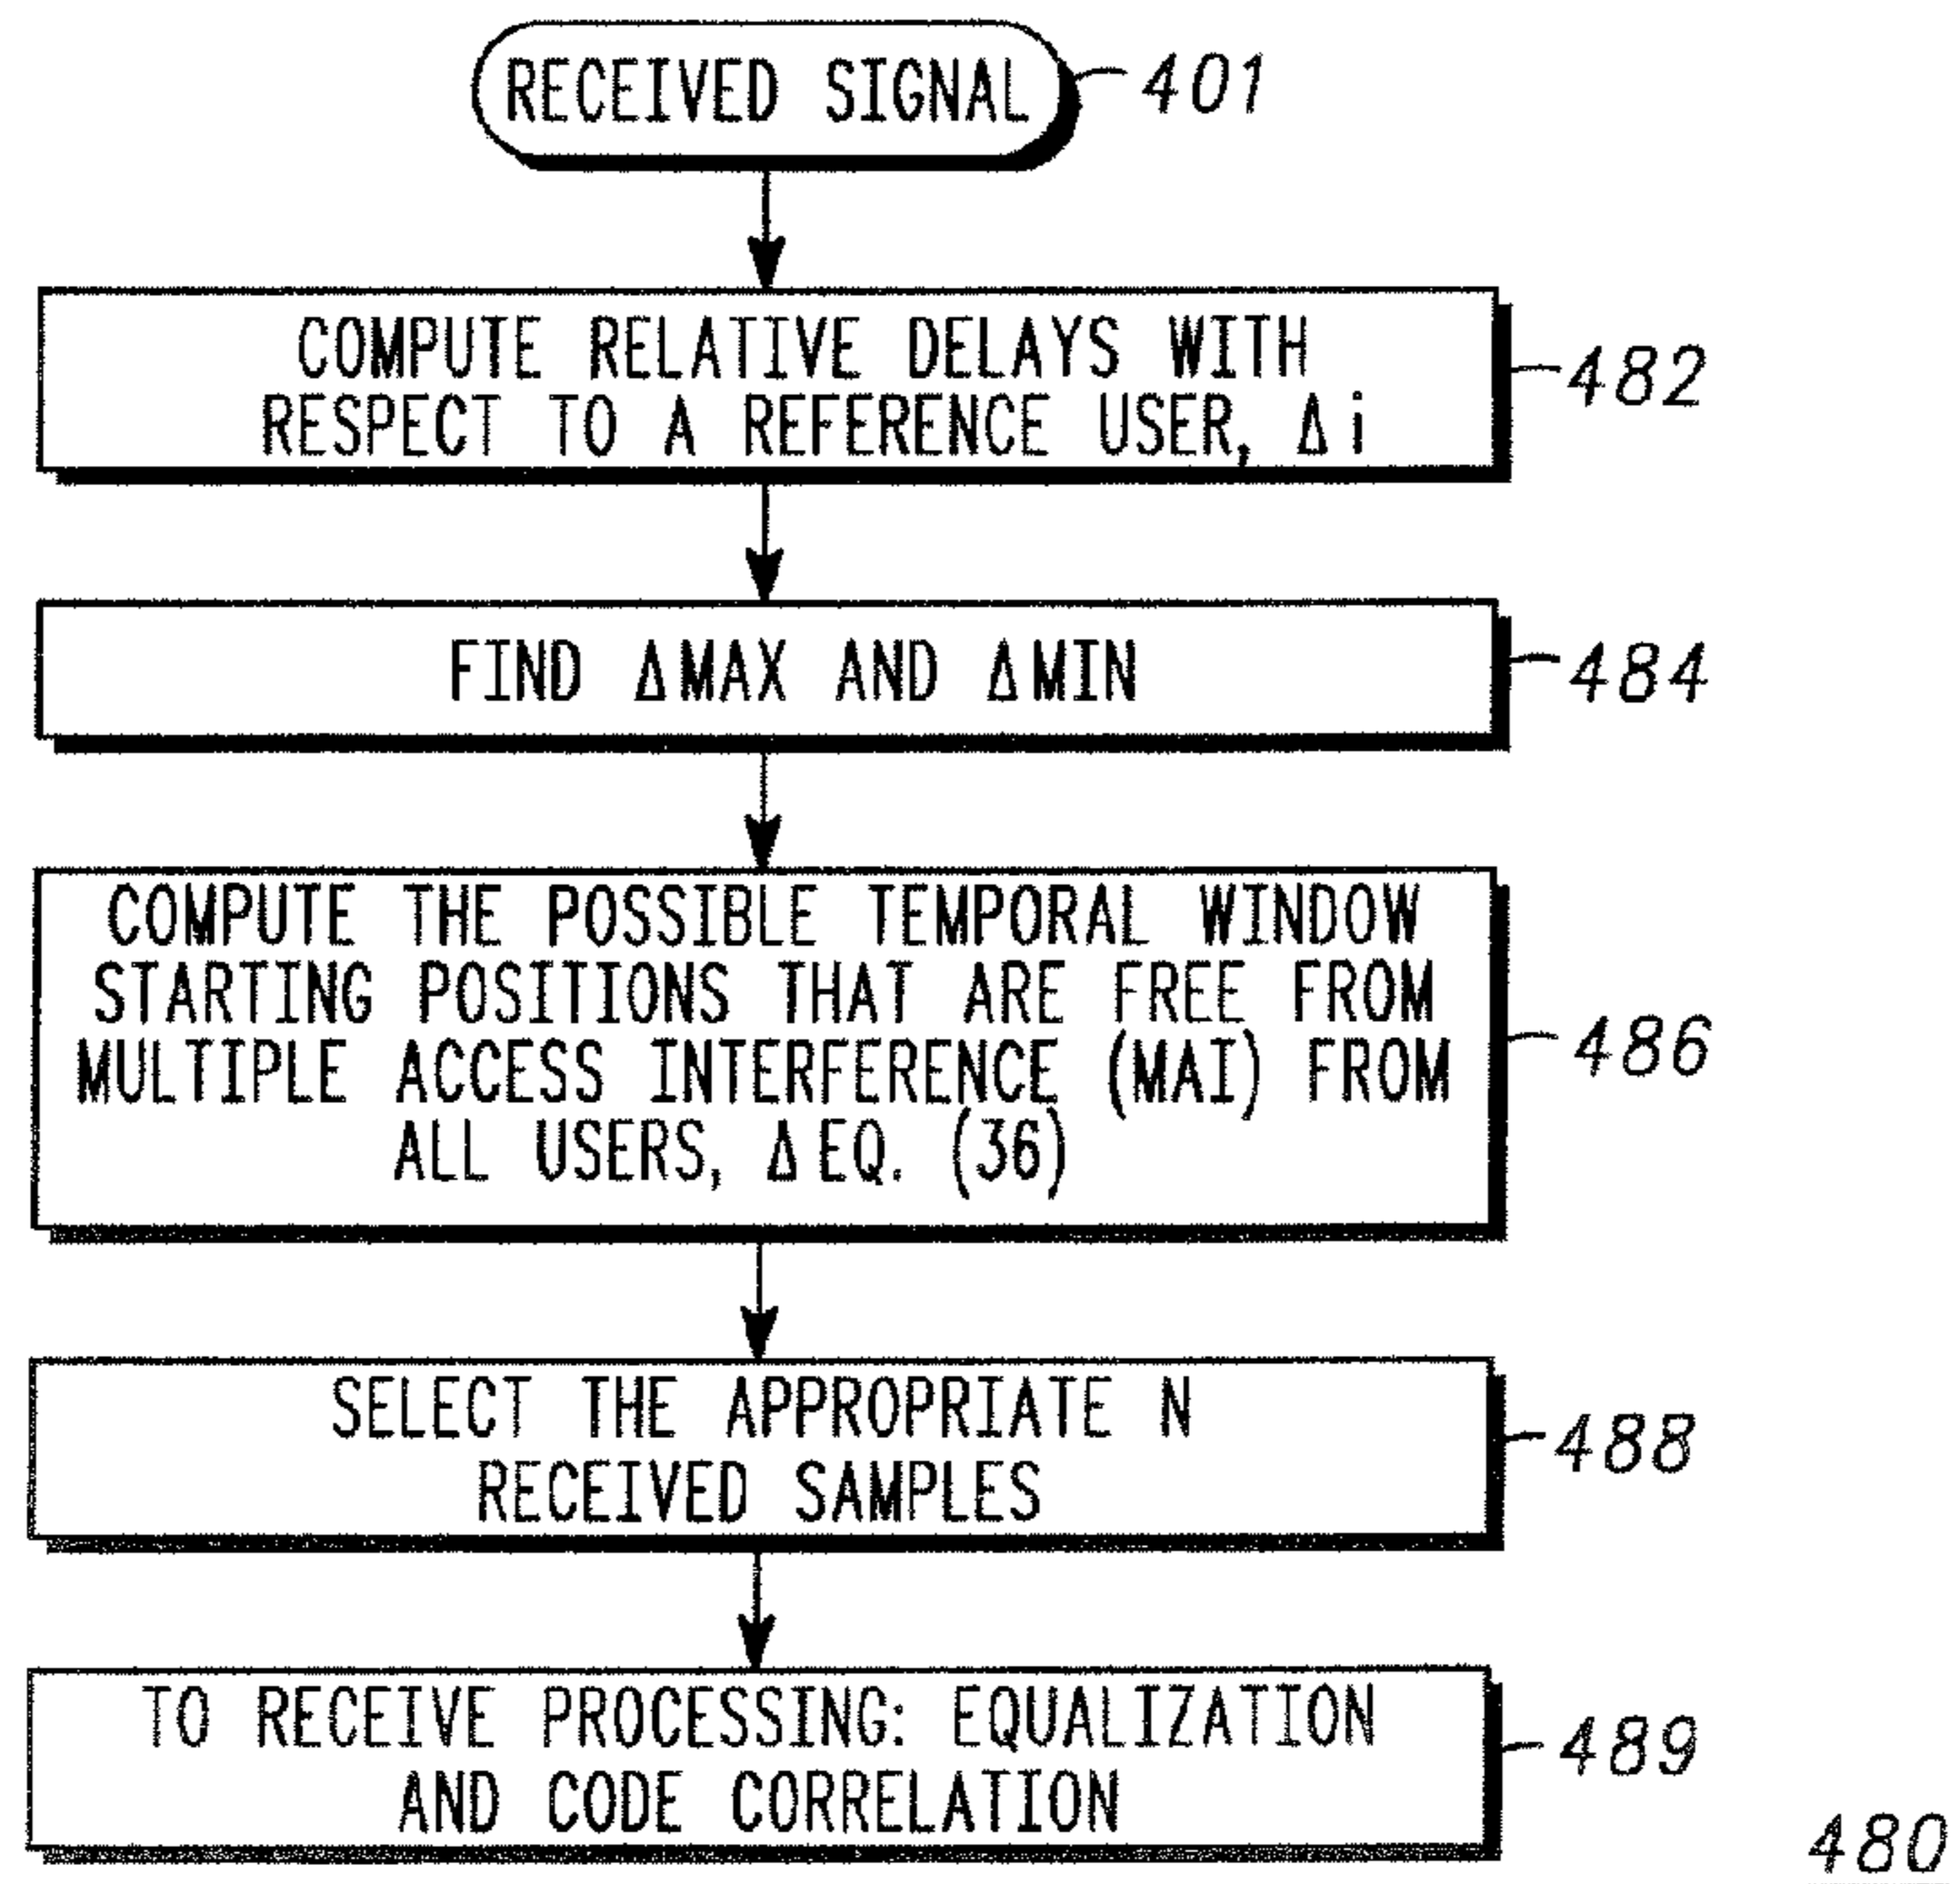 RECEIVED SIGNAL
401
COMPUTE RELATIVE DELAYS WITH
RESPECT TO A REFERENCE USER, Δi
482
FIND ΔMAX AND ΔMIN
484
COMPUTE THE POSSIBLE TEMPORAL WINDOW
STARTING POSITIONS THAT ARE FREE FROM
MULTIPLE ACCESS INTERFERENCE (MAI) FROM
ALL USERS, ΔEQ. (36)
486
SELECT THE APPROPRIATE N
RECEIVED SAMPLES
488
TO RECEIVE PROCESSING: EQUALIZATION
AND CODE CORRELATION
489
480